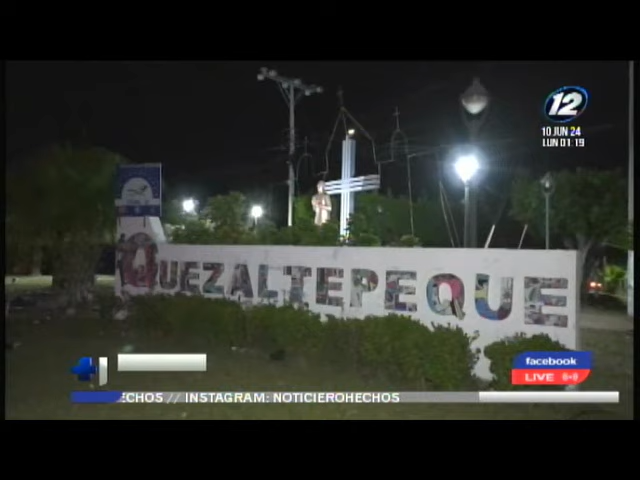 12
10 JUN 24
LUN 01:19
QUEZALTEPEQUE
facebook
LIVE
ECHOS // INSTAGRAM: NOTICIEROHECHOS